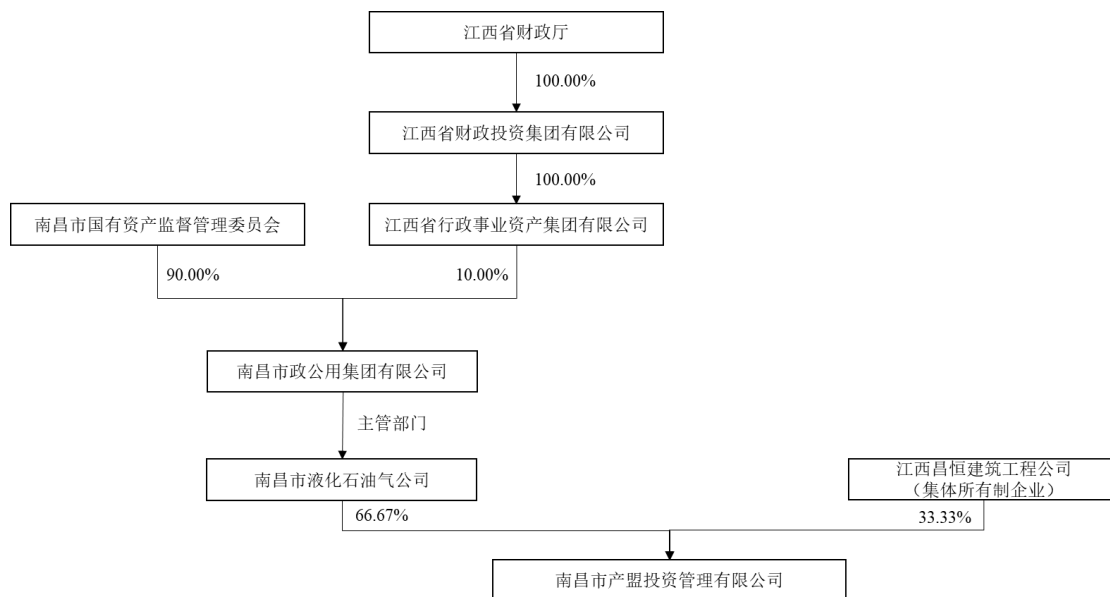 江西省财政厅
100.00%
江西省财政投资集团有限公司
100.00%
南昌市国有资产监督管理委员会
江西省行政事业资产集团有限公司
90.00%
10.00%
南昌市政公用集团有限公司
主管部门
南昌市液化石油气公司
江西昌恒建筑工程公司
（集体所有制企业）
66.67%
33.33%
南昌市产盟投资管理有限公司